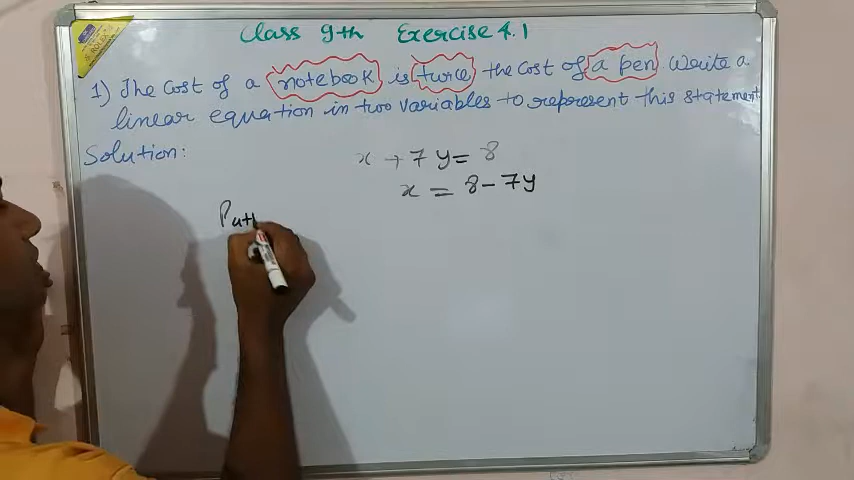 Class 9th Exercise 4.1
1) The cost of a notebook is twice the cost of a pen Write a
linear equation in two variables to represent this statement
Solution:
x + 7y = 8
x = 8 - 7y
Put